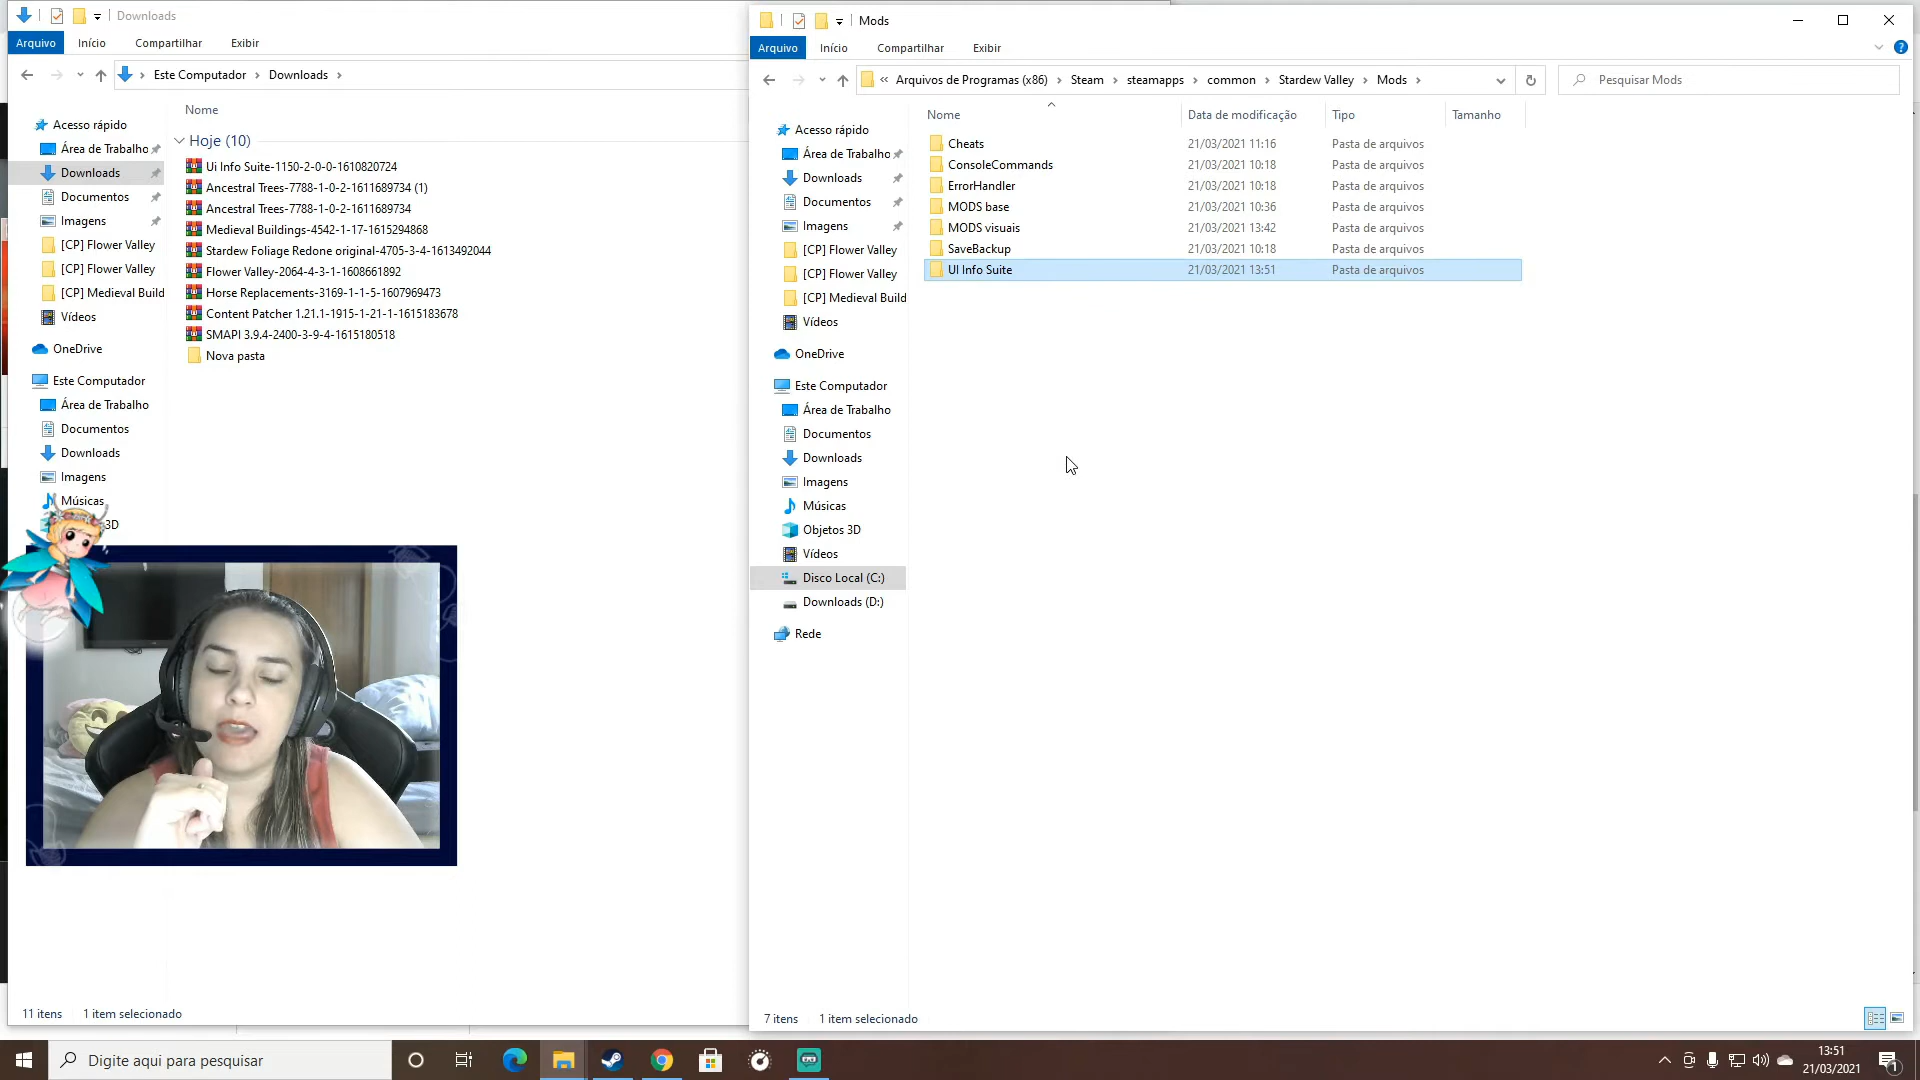 Downloads
Arquivo Início Compartilhar Exibir
Este Computador Downloads
Nome
Acesso rápido
Área de Trabalho
Downloads
Documentos
Imagens
[CP] Flower Valley
[CP] Flower Valley
[CP] Medieval Build
Vídeos
OneDrive
Este Computador
Área de Trabalho
Documentos
Downloads
Imagens
Músicas
3D
Hoje (10)
Ui Info Suite-1150-2-0-0-1610820724
Ancestral Trees-7788-1-0-2-1611689734 (1)
Ancestral Trees-7788-1-0-2-1611689734
Medieval Buildings-4542-1-17-1615294868
Stardew Foliage Redone original-4705-3-4-1613492044
Flower Valley-2064-4-3-1-1608661892
Horse Replacements-3169-1-1-5-1607969473
Content Patcher 1.21.1-1915-1-21-1-1615183678
SMAPI 3.9.4-2400-3-9-4-1615180518
Nova pasta
11 itens 1 item selecionado
Mods
Arquivo Início Compartilhar Exibir
« Arquivos de Programas (x86) Steam steamapps common Stardew Valley Mods
Pesquisar Mods
Acesso rápido
Área de Trabalho
Downloads
Documentos
Imagens
[CP] Flower Valley
[CP] Flower Valley
[CP] Medieval Build
Vídeos
OneDrive
Este Computador
Área de Trabalho
Documentos
Downloads
Imagens
Músicas
Objetos 3D
Vídeos
Disco Local (C:)
Downloads (D:)
Rede
Nome Data de modificação Tipo Tamanho
Cheats 21/03/2021 11:16 Pasta de arquivos
ConsoleCommands 21/03/2021 10:18 Pasta de arquivos
ErrorHandler 21/03/2021 10:18 Pasta de arquivos
MODS base 21/03/2021 10:36 Pasta de arquivos
MODS visuais 21/03/2021 13:42 Pasta de arquivos
SaveBackup 21/03/2021 10:18 Pasta de arquivos
UI Info Suite 21/03/2021 13:51 Pasta de arquivos
7 itens 1 item selecionado
Digite aqui para pesquisar
13:51
21/03/2021
1